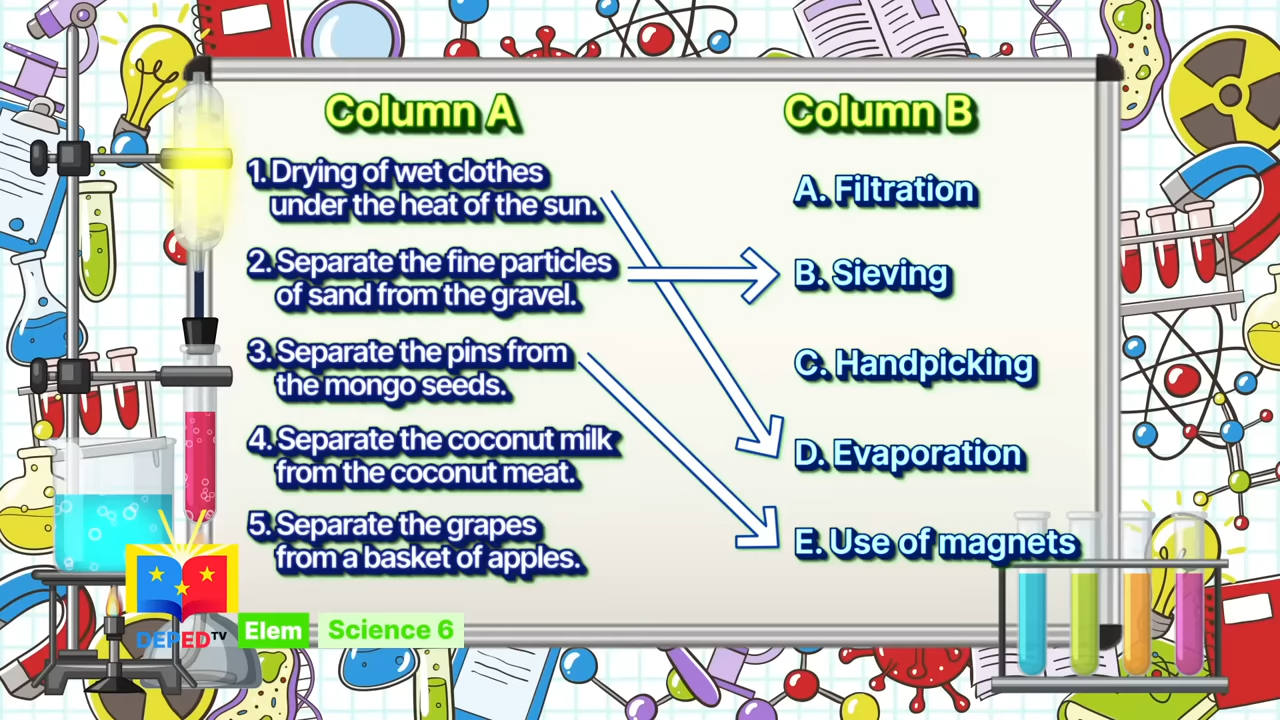 Column A
1. Drying of wet clothes
under the heat of the sun.
2. Separate the fine particles
of sand from the gravel.
3. Separate the pins from
the mongo seeds.
4. Separate the coconut milk
from the coconut meat.
5. Separate the grapes
from a basket of apples.
Column B
A. Filtration
B. Sieving
C. Handpicking
D. Evaporation
E. Use of magnets
DEPED TV
Elem
Science 6